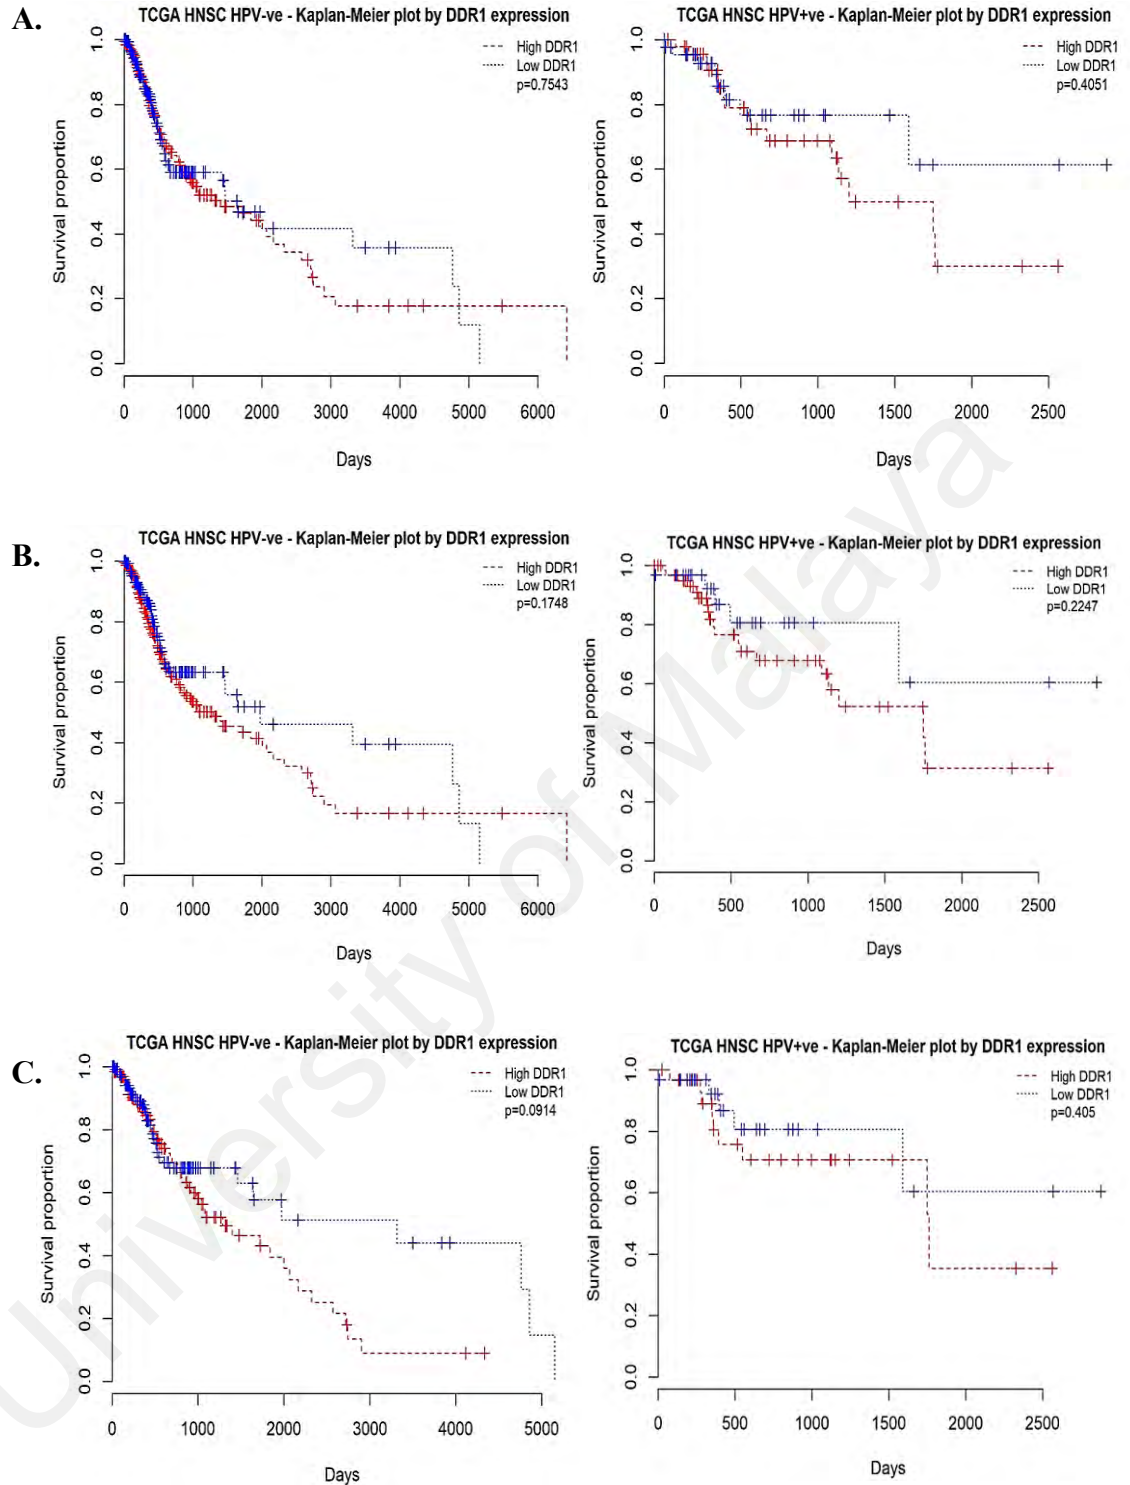 A.
TCGA HNSC HPV-ve - Kaplan-Meier plot by DDR1 expression
High DDR1
Low DDR1
p=0.7543
Survival proportion
0.0 0.2 0.4 0.6 0.8 1.0
0 1000 2000 3000 4000 5000 6000
Days
TCGA HNSC HPV+ve - Kaplan-Meier plot by DDR1 expression
High DDR1
Low DDR1
p=0.4051
Survival proportion
0.0 0.2 0.4 0.6 0.8 1.0
0 500 1000 1500 2000 2500
Days
B.
TCGA HNSC HPV-ve - Kaplan-Meier plot by DDR1 expression
High DDR1
Low DDR1
p=0.1748
Survival proportion
0.0 0.2 0.4 0.6 0.8 1.0
0 1000 2000 3000 4000 5000 6000
Days
TCGA HNSC HPV+ve - Kaplan-Meier plot by DDR1 expression
High DDR1
Low DDR1
p=0.2247
Survival proportion
0.0 0.2 0.4 0.6 0.8 1.0
0 500 1000 1500 2000 2500
Days
C.
TCGA HNSC HPV-ve - Kaplan-Meier plot by DDR1 expression
High DDR1
Low DDR1
p=0.0914
Survival proportion
0.0 0.2 0.4 0.6 0.8 1.0
0 1000 2000 3000 4000 5000
Days
TCGA HNSC HPV+ve - Kaplan-Meier plot by DDR1 expression
High DDR1
Low DDR1
p=0.405
Survival proportion
0.0 0.2 0.4 0.6 0.8 1.0
0 500 1000 1500 2000 2500
Days
University of Malaya